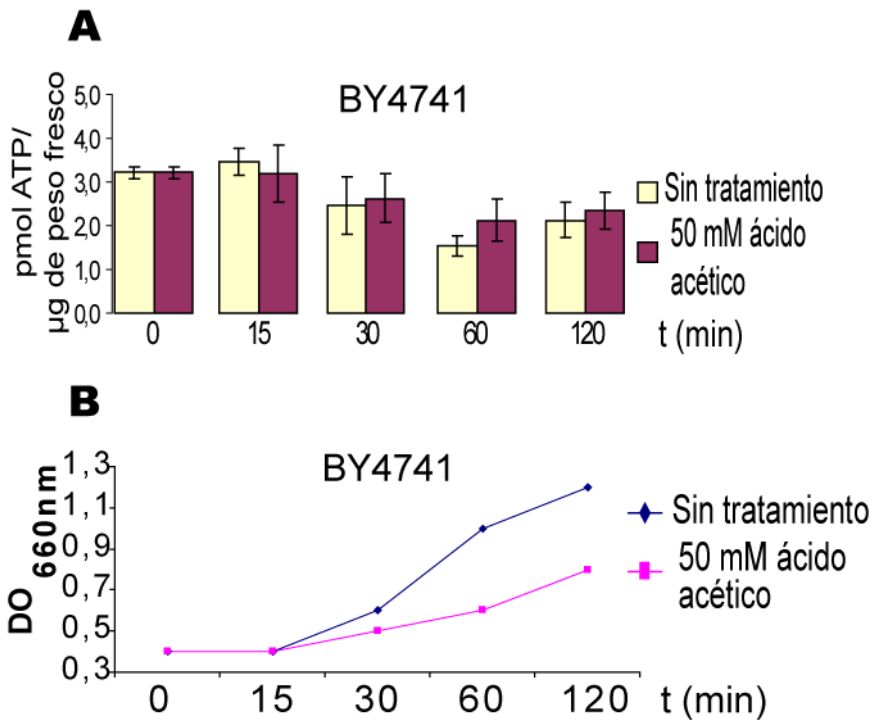 A
BY4741
pmol ATP/
µg de peso fresco
5,0
4,0
3,0
2,0
1,0
0,0
0 15 30 60 120 t (min)
Sin tratamiento
50 mM ácido
acético
B
BY4741
DO 660nm
1,3
1,1
0,9
0,7
0,5
0,3
0 15 30 60 120 t (min)
Sin tratamiento
50 mM ácido
acético